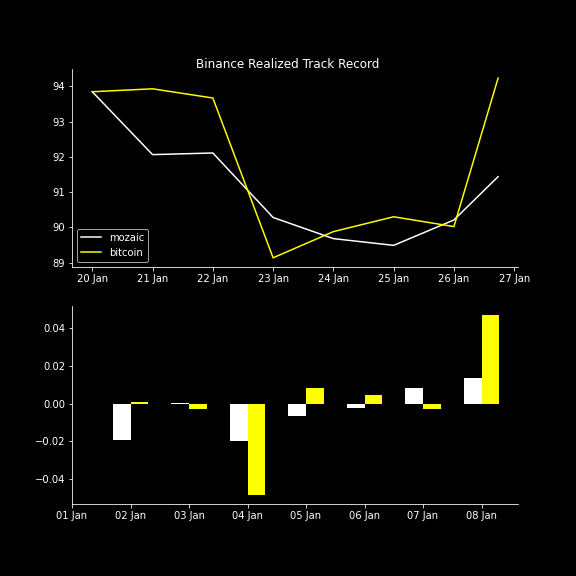 Binance Realized Track Record
94
93
92
91
90
89
mozaic
bitcoin
20 Jan 21 Jan 22 Jan 23 Jan 24 Jan 25 Jan 26 Jan 27 Jan
0.04
0.02
0.00
−0.02
−0.04
01 Jan 02 Jan 03 Jan 04 Jan 05 Jan 06 Jan 07 Jan 08 Jan